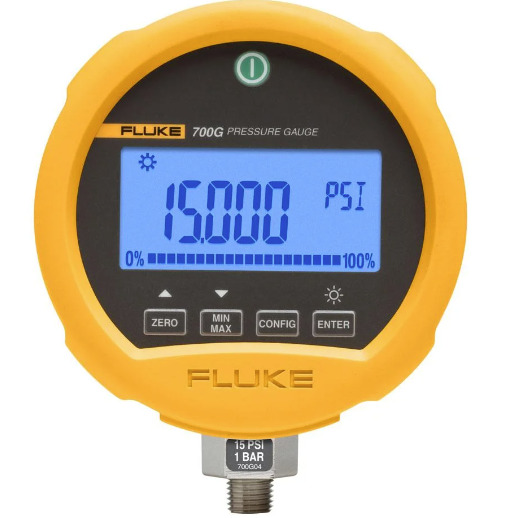 FLUKE 700G PRESSURE GAUGE
15.000 PSI
0% 100%
ZERO MIN MAX CONFIG ENTER
FLUKE
15 PSI
1 BAR
700G04